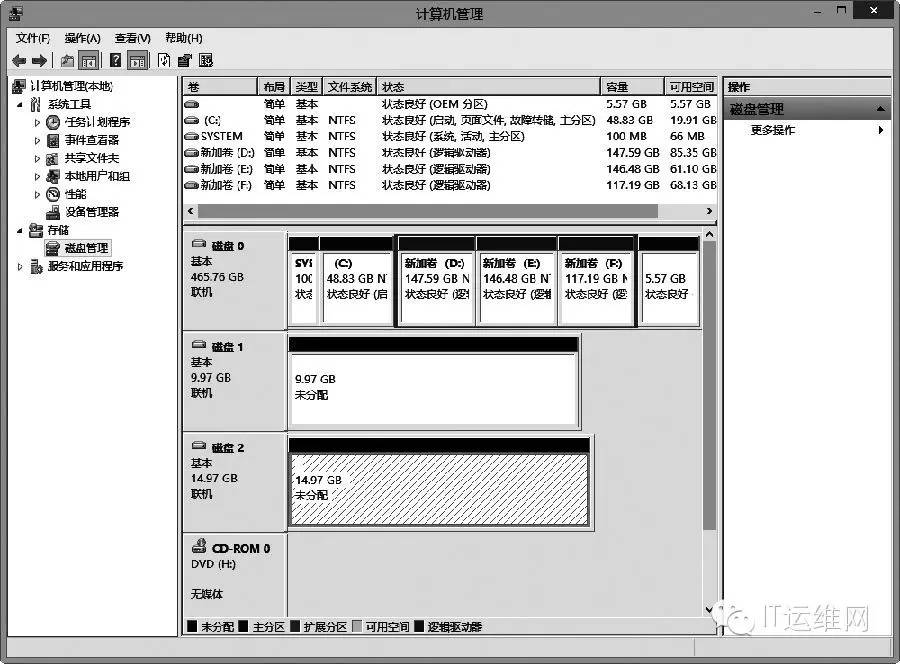 计算机管理
文件(F) 操作(A) 查看(V) 帮助(H)
计算机管理(本地)
系统工具
任务计划程序
事件查看器
共享文件夹
本地用户和组
性能
设备管理器
存储
磁盘管理
服务和应用程序
卷 布局 类型 文件系统 状态 容量 可用空间
简单 基本 状态良好 (OEM 分区) 5.57 GB 5.57 GB
(C:) 简单 基本 NTFS 状态良好 (启动, 页面文件, 故障转储, 主分区) 48.83 GB 19.91 GB
SYSTEM 简单 基本 NTFS 状态良好 (系统, 活动, 主分区) 100 MB 66 MB
新加卷 (D:) 简单 基本 NTFS 状态良好 (逻辑驱动器) 147.59 GB 85.35 GB
新加卷 (E:) 简单 基本 NTFS 状态良好 (逻辑驱动器) 146.48 GB 61.10 GB
新加卷 (F:) 简单 基本 NTFS 状态良好 (逻辑驱动器) 117.19 GB 68.13 GB
磁盘 0
基本
465.76 GB
联机
SYS
100
状态
(C:)
48.83 GB N
状态良好 (启
新加卷 (D:)
147.59 GB N
状态良好 (逻
新加卷 (E:)
146.48 GB N
状态良好 (逻
新加卷 (F:)
117.19 GB N
状态良好 (逻
5.57 GB
状态良好
磁盘 1
基本
9.97 GB
联机
9.97 GB
未分配
磁盘 2
基本
14.97 GB
联机
14.97 GB
未分配
CD-ROM 0
DVD (H:)
无媒体
未分配 主分区 扩展分区 可用空间 逻辑驱动器
操作
磁盘管理
更多操作
IT运维网